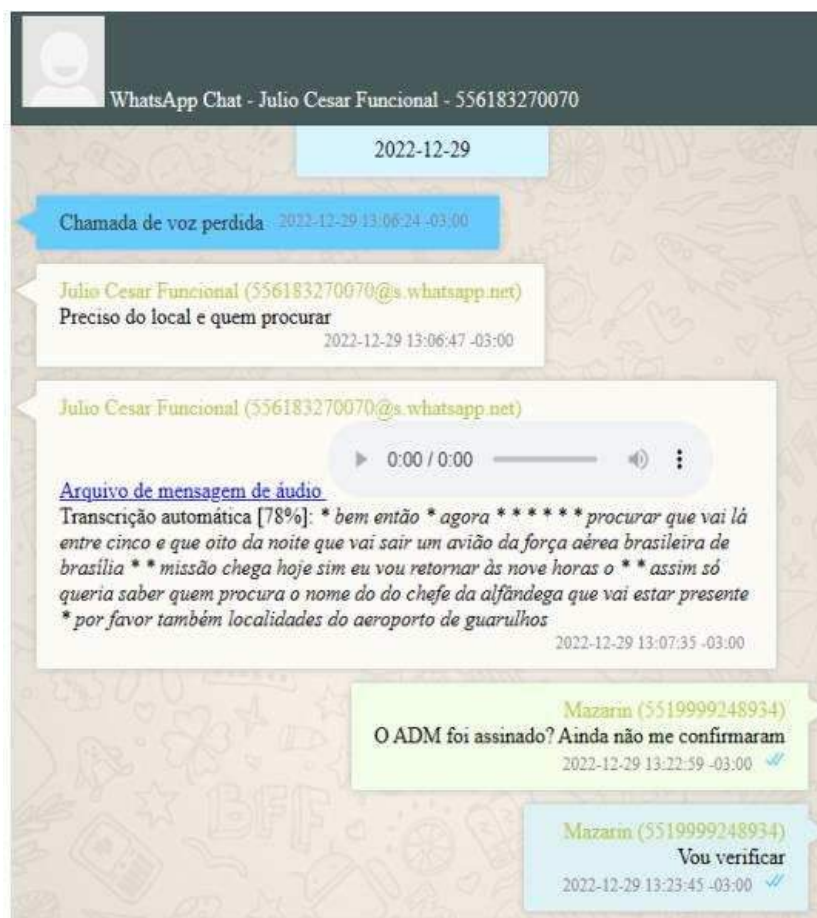 WhatsApp Chat - Julio Cesar Funcional - 556183270070
2022-12-29
Chamada de voz perdida 2022-12-29 13:06:24 -03:00
Julio Cesar Funcional (556183270070@s.whatsapp.net)
Preciso do local e quem procurar
2022-12-29 13:06:47 -03:00
Julio Cesar Funcional (556183270070@s.whatsapp.net)
0:00 / 0:00
Arquivo de mensagem de áudio
Transcrição automática [78%]: * bem então * agora * * * * * * procurar que vai lá
entre cinco e que oito da noite que vai sair um avião da força aérea brasileira de
brasília * * missão chega hoje sim eu vou retornar às nove horas o * * assim só
queria saber quem procura o nome do do chefe da alfândega que vai estar presente
* por favor também localidades do aeroporto de guarulhos
2022-12-29 13:07:35 -03:00
Mazarin (5519999248934)
O ADM foi assinado? Ainda não me confirmaram
2022-12-29 13:22:59 -03:00
Mazarin (5519999248934)
Vou verificar
2022-12-29 13:23:45 -03:00
BFF